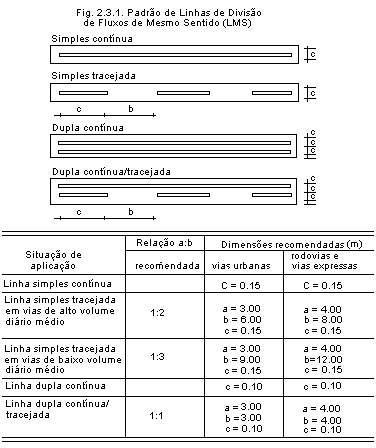 Fig. 2.3.1. Padrão de Linhas de Divisão
de Fluxos de Mesmo Sentido (LMS)
Simples contínua
c
Simples tracejada
c
c b
Dupla contínua
c
c
c
Dupla contínua/tracejada
c
c
c
c b
Situação de
aplicação
Relação a:b
recomendada
Dimensões recomendadas (m)
vias urbanas
rodovias e
vias expressas
Linha simples contínua
C = 0.15
C = 0.15
Linha simples tracejada
em vias de alto volume
diário médio
1:2
a = 3.00
b = 6.00
c = 0.15
a = 4.00
b = 8.00
c = 0.15
Linha simples tracejada
em vias de baixo volume
diário médio
1:3
a = 3.00
b = 9.00
c = 0.15
a = 4.00
b=12.00
c = 0.15
Linha dupla contínua
c = 0.10
c = 0.10
Linha dupla contínua/
tracejada
1:1
a = 3.00
b =3.00
c = 0.10
a = 4.00
b = 4.00
c = 0.10